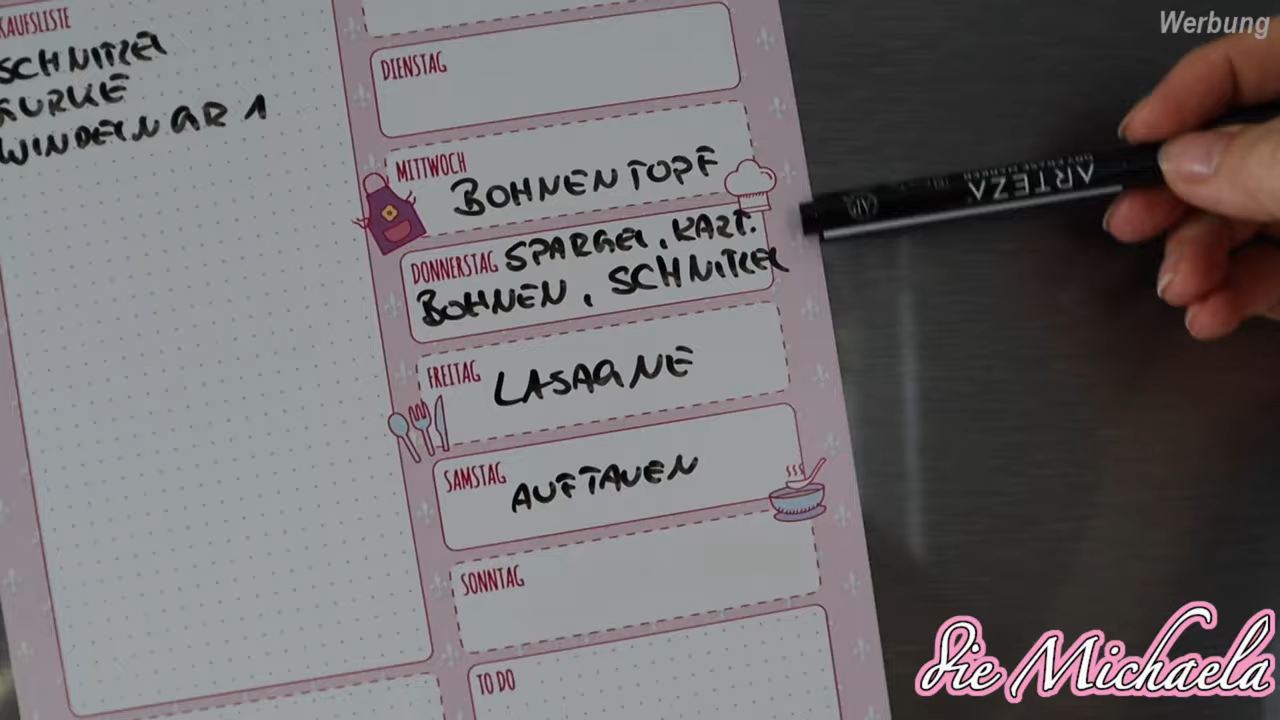 Werbung
KAUFSLISTE
SCHNITZEL
GURKE
WINDELN GR 1
DIENSTAG
MITTWOCH
BOHNENTOPF
DONNERSTAG SPARGEL, KART.
BOHNEN, SCHNITZEL
FREITAG
LASAGNE
SAMSTAG
AUFTAUEN
SONNTAG
TO DO
ARTEZA
die Michaela